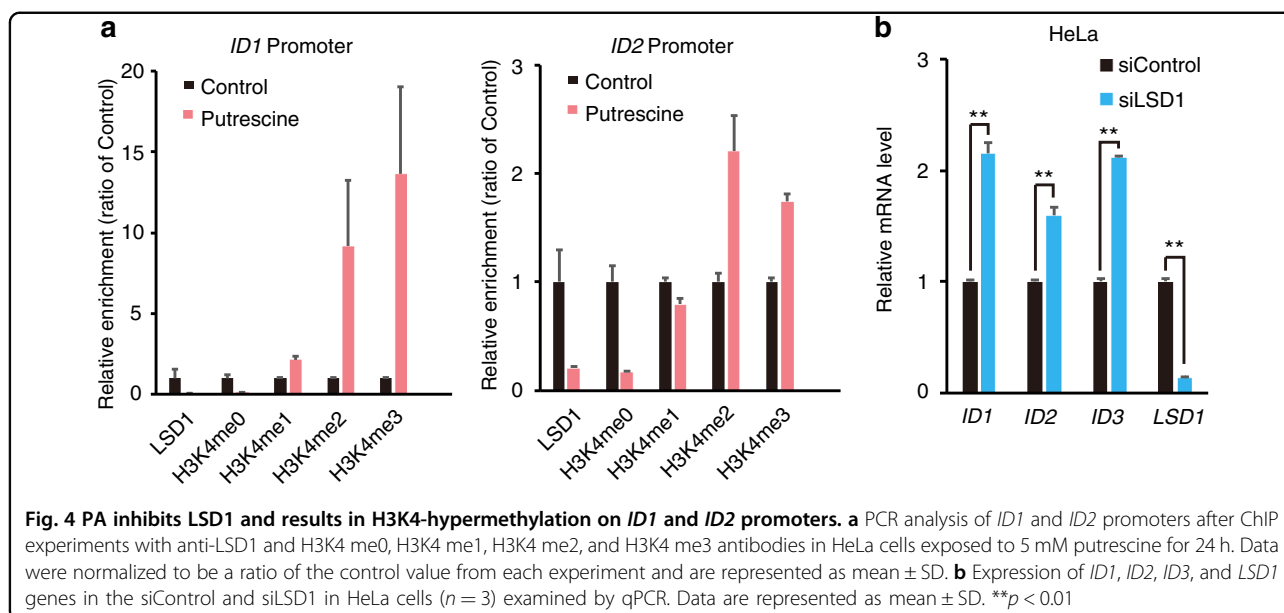 a
ID1 Promoter
Relative enrichment (ratio of Control)
20
15
10
5
0
Control
Putrescine
LSD1
H3K4me0
H3K4me1
H3K4me2
H3K4me3
ID2 Promoter
Relative enrichment (ratio of Control)
3
2
1
0
Control
Putrescine
LSD1
H3K4me0
H3K4me1
H3K4me2
H3K4me3
b
HeLa
Relative mRNA level
3
2
1
0
siControl
siLSD1
**
**
**
**
ID1
ID2
ID3
LSD1
Fig. 4 PA inhibits LSD1 and results in H3K4-hypermethylation on ID1 and ID2 promoters. a PCR analysis of ID1 and ID2 promoters after ChIP
experiments with anti-LSD1 and H3K4 me0, H3K4 me1, H3K4 me2, and H3K4 me3 antibodies in HeLa cells exposed to 5 mM putrescine for 24 h. Data
were normalized to be a ratio of the control value from each experiment and are represented as mean ± SD. b Expression of ID1, ID2, ID3, and LSD1
genes in the siControl and siLSD1 in HeLa cells (n = 3) examined by qPCR. Data are represented as mean ± SD. **p < 0.01